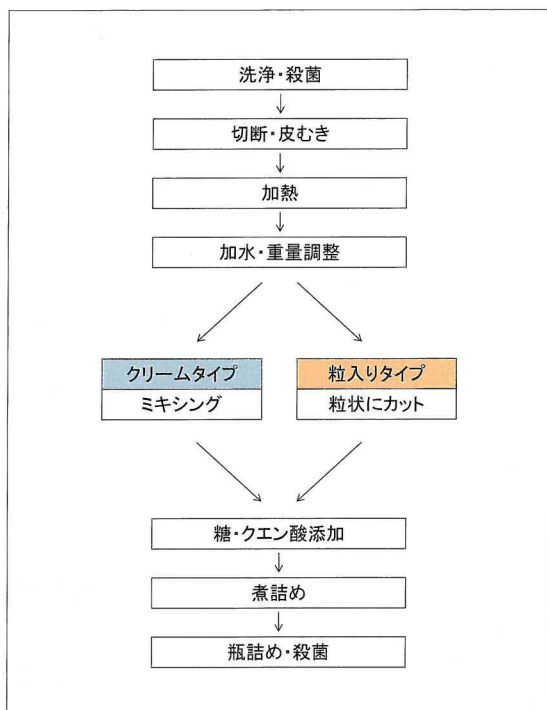 洗浄・殺菌
切断・皮むき
加熱
加水・重量調整
クリームタイプ
ミキシング
粒入りタイプ
粒状にカット
糖・クエン酸添加
煮詰め
瓶詰め・殺菌